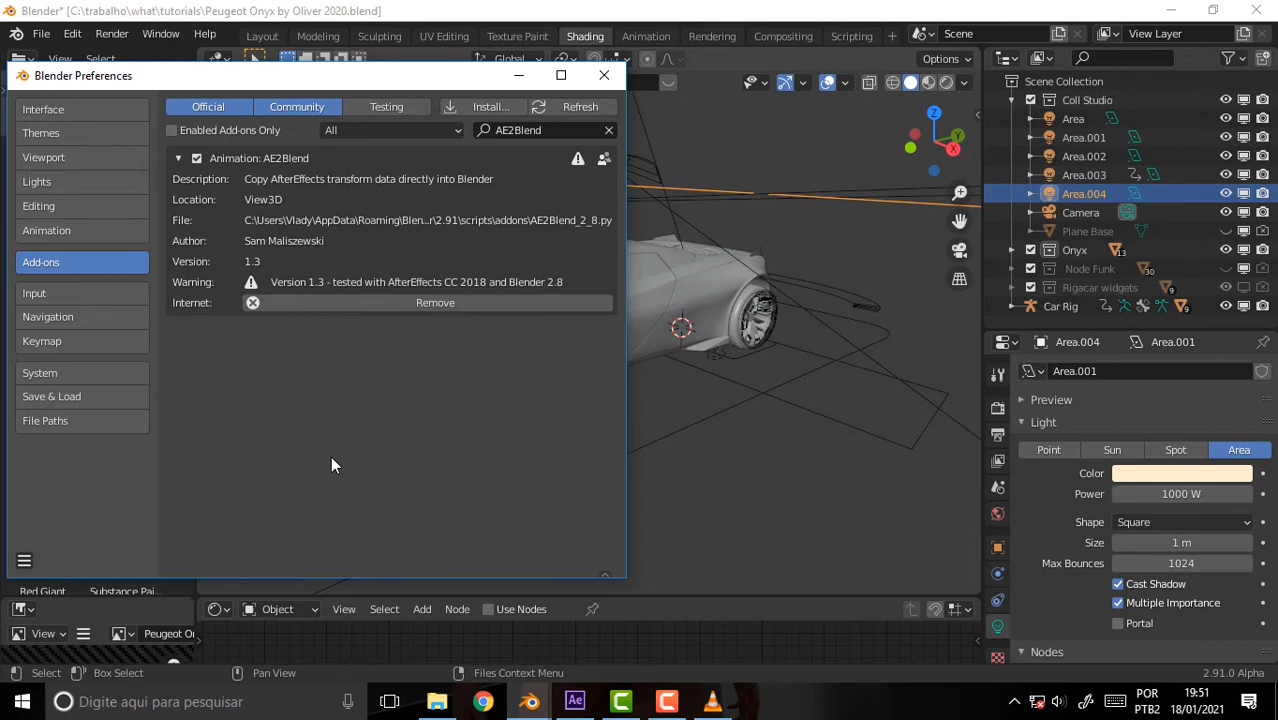 Blender* [C:\trabalho\what\tutorials\Peugeot Onyx by Oliver 2020.blend]
File Edit Render Window Help Layout Modeling Sculpting UV Editing Texture Paint Shading Animation Rendering Compositing Scripting Scene View Layer
Global Options
Blender Preferences
Interface
Themes
Viewport
Lights
Editing
Animation
Add-ons
Input
Navigation
Keymap
System
Save & Load
File Paths
Official Community Testing Install... Refresh
Enabled Add-ons Only All AE2Blend
Animation: AE2Blend
Description: Copy AfterEffects transform data directly into Blender
Location: View3D
File: C:\Users\Vlady\AppData\Roaming\Blen...r\2.91\scripts\addons\AE2Blend_2_8.py
Author: Sam Maliszewski
Version: 1.3
Warning: Version 1.3 - tested with AfterEffects CC 2018 and Blender 2.8
Internet: Remove
Z
Y
X
Scene Collection
Coll Studio
Area
Area.001
Area.002
Area.003
Area.004
Camera
Plane Base
Onyx 13
Node Funk 30
Rigacar widgets 9
Car Rig 9
Area.004 Area.001
Area.001
Preview
Light
Point Sun Spot Area
Color
Power 1000 W
Shape Square
Size 1 m
Max Bounces 1024
Cast Shadow
Multiple Importance
Portal
Nodes
Red Giant Substance Pai..
Object View Select Add Node Use Nodes
View Peugeot On
Select Box Select Pan View Files Context Menu 2.91.0 Alpha
Digite aqui para pesquisar
Ae
POR
PTB2
19:51
18/01/2021